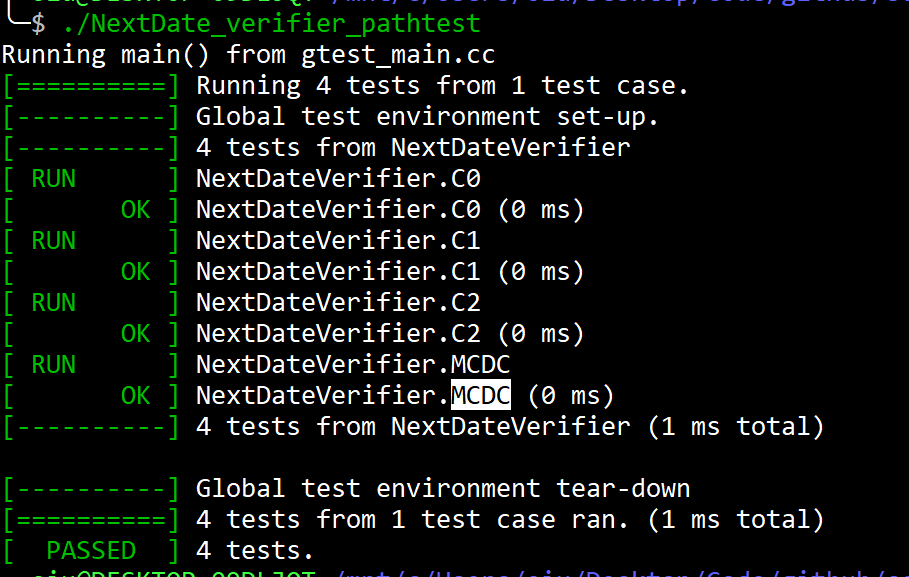 $ ./NextDate_verifier_pathtest
Running main() from gtest_main.cc
[==========] Running 4 tests from 1 test case.
[----------] Global test environment set-up.
[----------] 4 tests from NextDateVerifier
[ RUN      ] NextDateVerifier.C0
[       OK ] NextDateVerifier.C0 (0 ms)
[ RUN      ] NextDateVerifier.C1
[       OK ] NextDateVerifier.C1 (0 ms)
[ RUN      ] NextDateVerifier.C2
[       OK ] NextDateVerifier.C2 (0 ms)
[ RUN      ] NextDateVerifier.MCDC
[       OK ] NextDateVerifier.MCDC (0 ms)
[----------] 4 tests from NextDateVerifier (1 ms total)
[----------] Global test environment tear-down
[==========] 4 tests from 1 test case ran. (1 ms total)
[  PASSED  ] 4 tests.